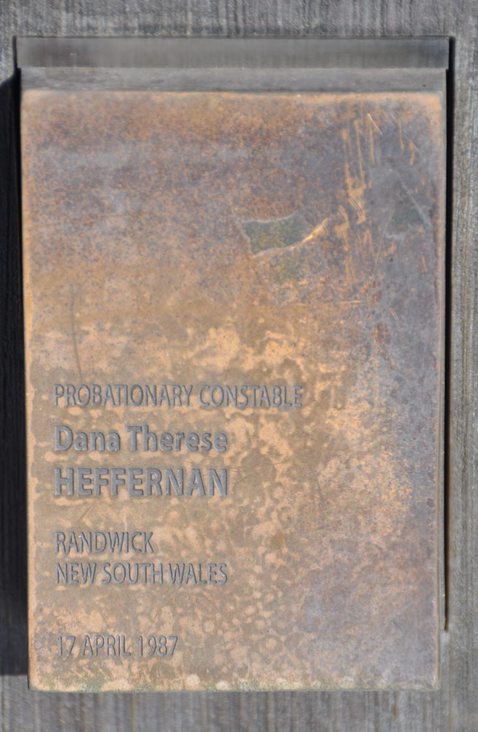 PROBATIONARY CONSTABLE
Dana Therese
HEFFERNAN
RANDWICK
NEW SOUTH WALES
17 APRIL 1987